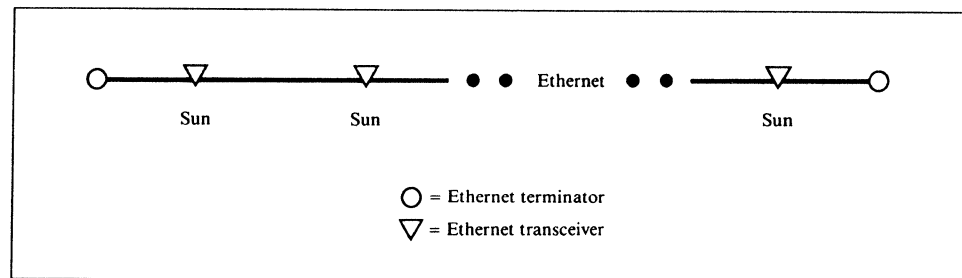 Ethernet
Sun Sun Sun
= Ethernet terminator
= Ethernet transceiver